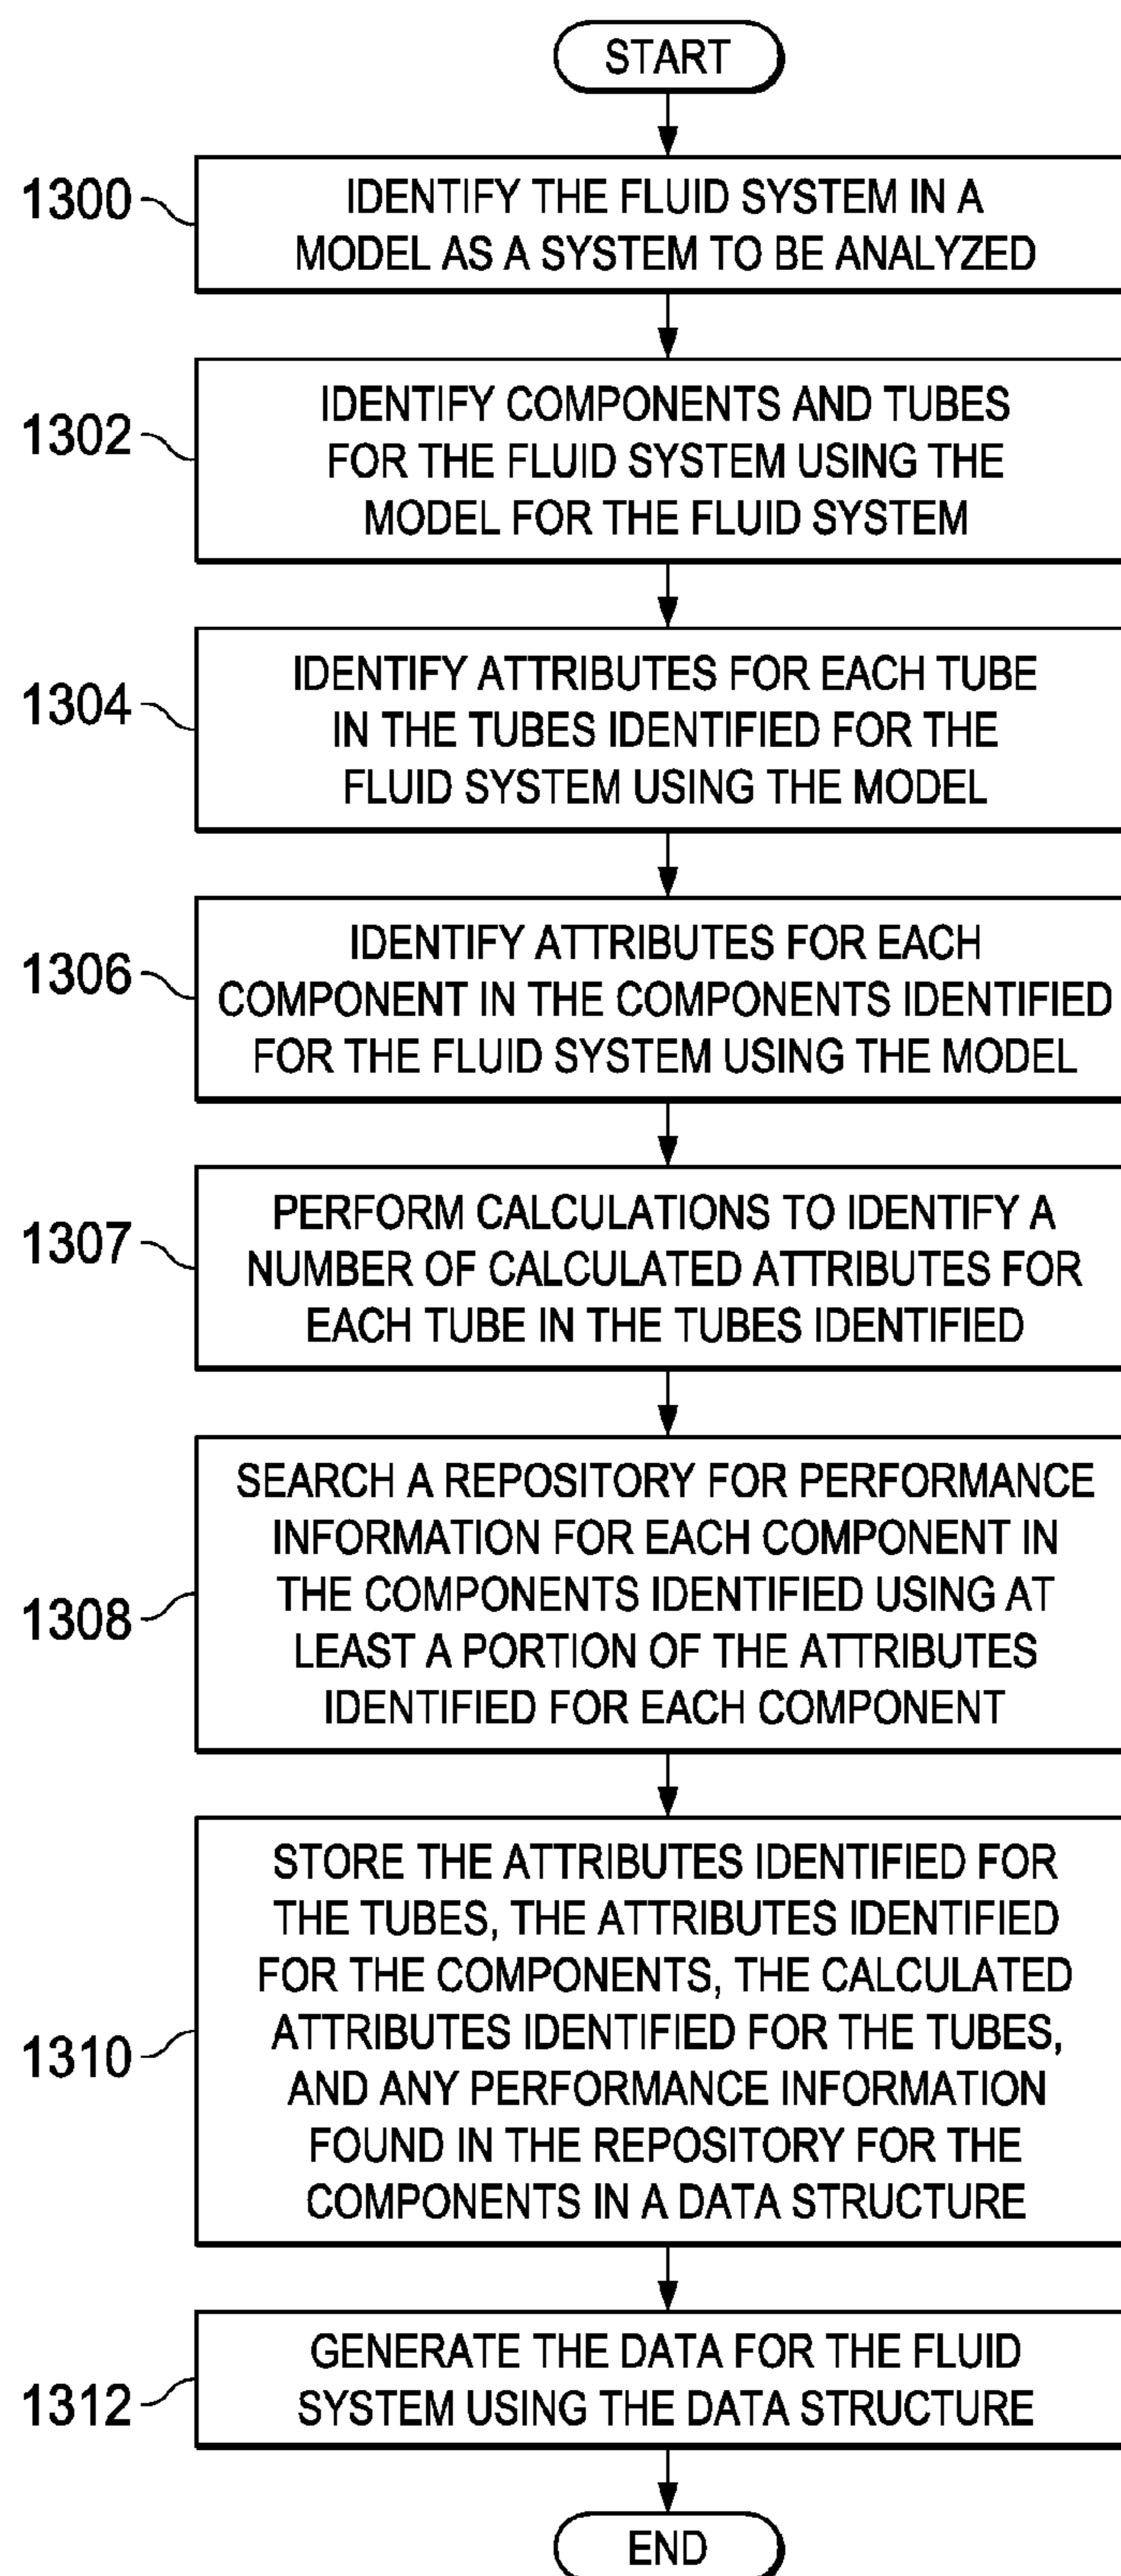 START
1300
IDENTIFY THE FLUID SYSTEM IN A
MODEL AS A SYSTEM TO BE ANALYZED
1302
IDENTIFY COMPONENTS AND TUBES
FOR THE FLUID SYSTEM USING THE
MODEL FOR THE FLUID SYSTEM
1304
IDENTIFY ATTRIBUTES FOR EACH TUBE
IN THE TUBES IDENTIFIED FOR THE
FLUID SYSTEM USING THE MODEL
1306
IDENTIFY ATTRIBUTES FOR EACH
COMPONENT IN THE COMPONENTS IDENTIFIED
FOR THE FLUID SYSTEM USING THE MODEL
1307
PERFORM CALCULATIONS TO IDENTIFY A
NUMBER OF CALCULATED ATTRIBUTES FOR
EACH TUBE IN THE TUBES IDENTIFIED
1308
SEARCH A REPOSITORY FOR PERFORMANCE
INFORMATION FOR EACH COMPONENT IN
THE COMPONENTS IDENTIFIED USING AT
LEAST A PORTION OF THE ATTRIBUTES
IDENTIFIED FOR EACH COMPONENT
1310
STORE THE ATTRIBUTES IDENTIFIED FOR
THE TUBES, THE ATTRIBUTES IDENTIFIED
FOR THE COMPONENTS, THE CALCULATED
ATTRIBUTES IDENTIFIED FOR THE TUBES,
AND ANY PERFORMANCE INFORMATION
FOUND IN THE REPOSITORY FOR THE
COMPONENTS IN A DATA STRUCTURE
1312
GENERATE THE DATA FOR THE FLUID
SYSTEM USING THE DATA STRUCTURE
END